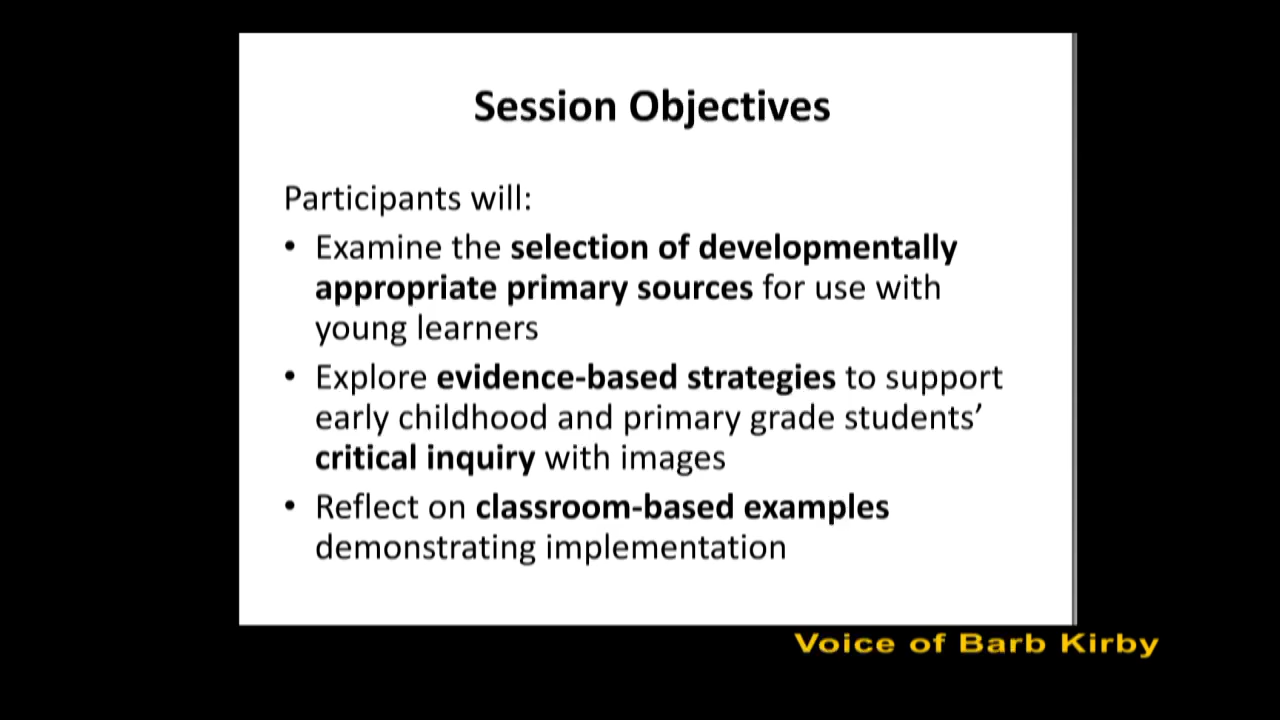 Session Objectives
Participants will:
• Examine the selection of developmentally
appropriate primary sources for use with
young learners
• Explore evidence-based strategies to support
early childhood and primary grade students’
critical inquiry with images
• Reflect on classroom-based examples
demonstrating implementation
Voice of Barb Kirby